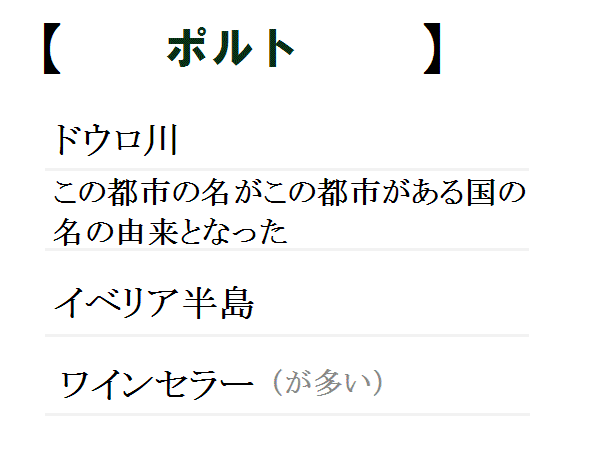 【 ポルト 】
ドウロ川
この都市の名がこの都市がある国の
名の由来となった
イベリア半島
ワインセラー（が多い）